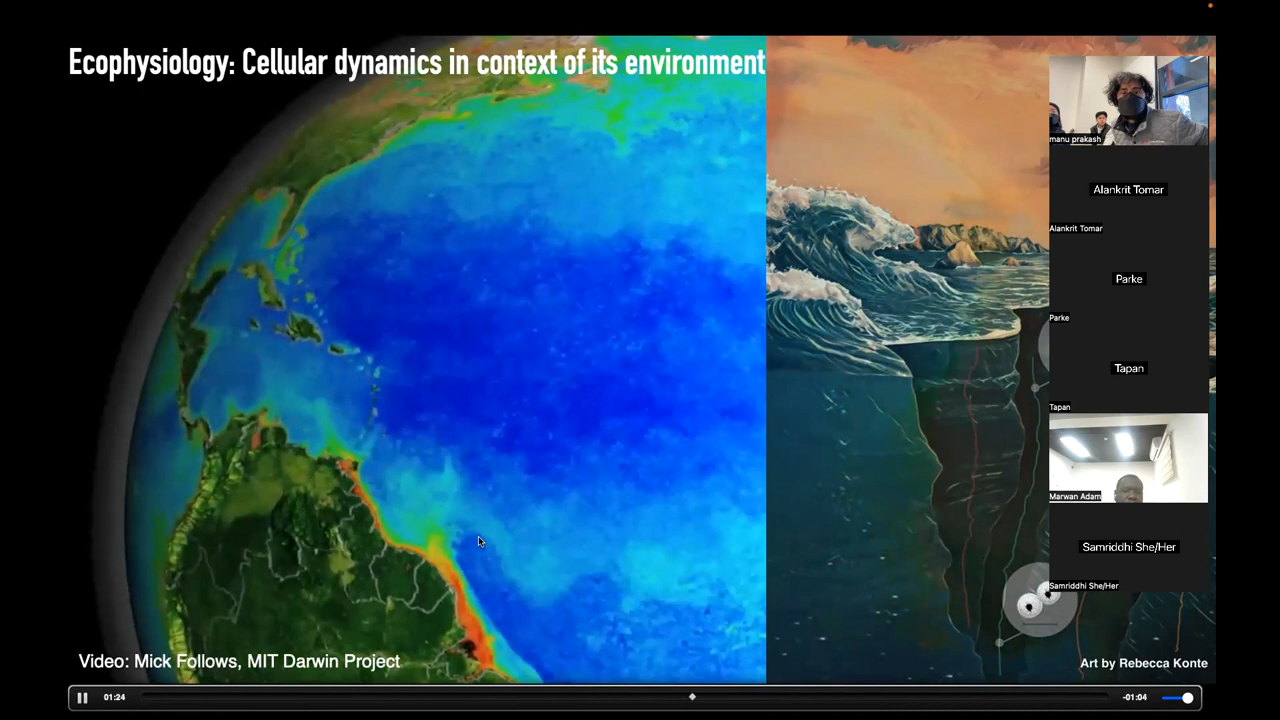 Ecophysiology: Cellular dynamics in context of its environment
manu prakash
Alankrit Tomar
Alankrit Tomar
Parke
Parke
Tapan
Tapan
Marwan Adam
Samriddhi She/Her
Samriddhi She/Her
Video: Mick Follows, MIT Darwin Project
Art by Rebecca Konte
01:24
-01:04